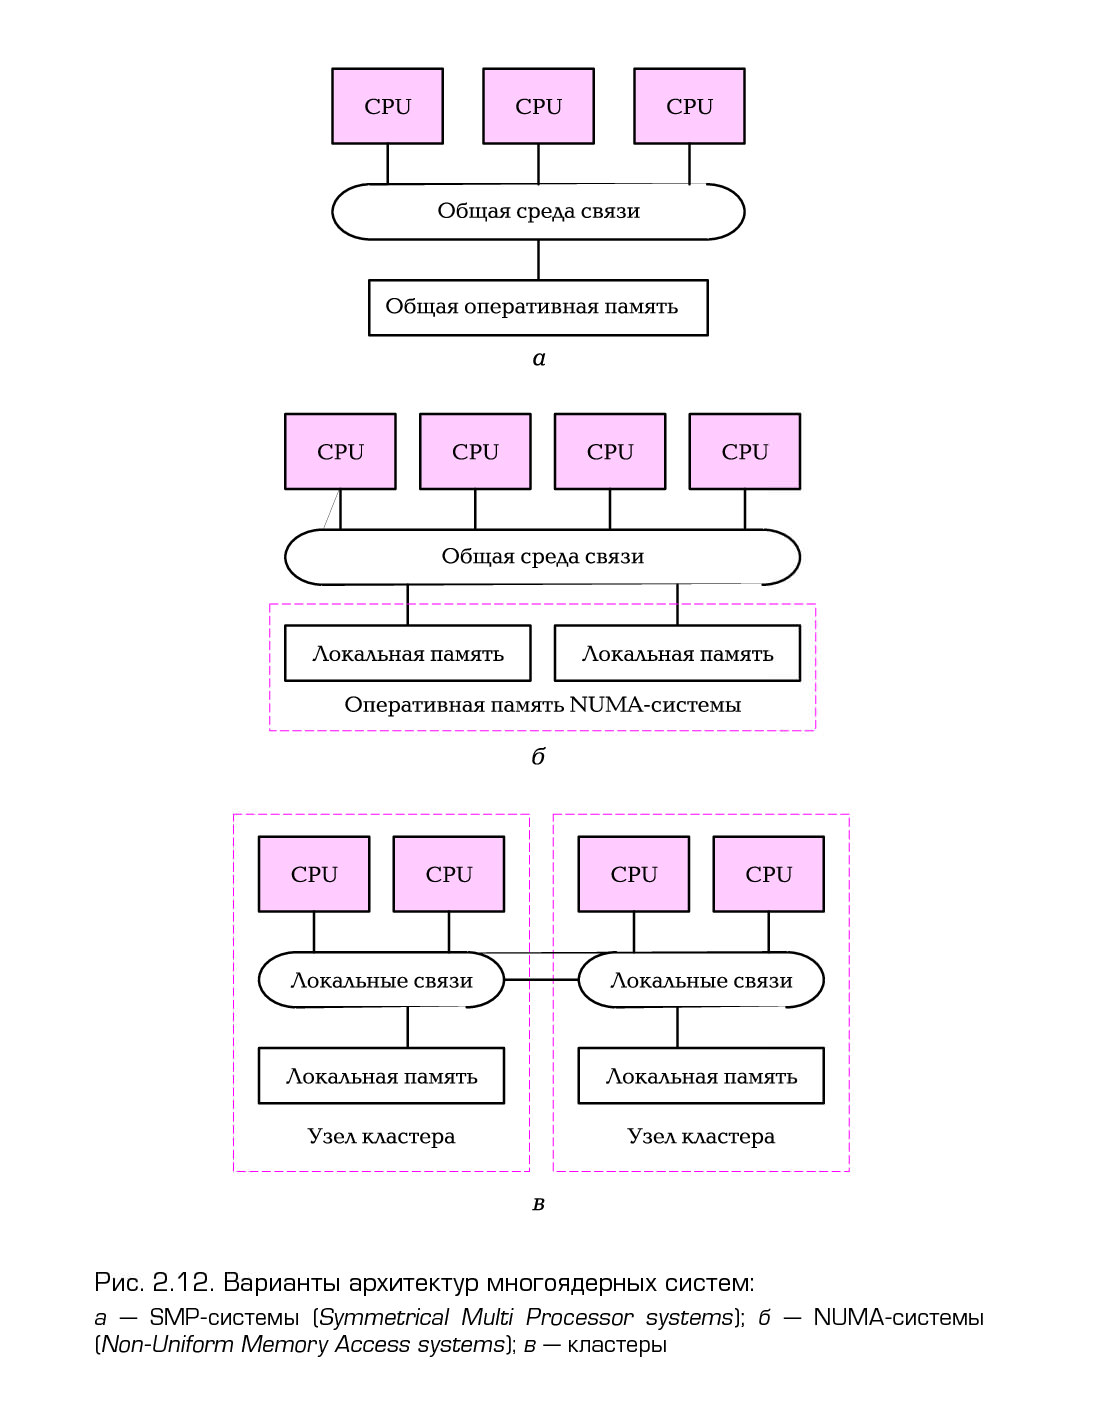 CPU CPU CPU
Общая среда связи
Общая оперативная память
а
CPU CPU CPU CPU
Общая среда связи
Локальная память Локальная память
Оперативная память NUMA-системы
б
CPU CPU CPU CPU
Локальные связи Локальные связи
Локальная память Локальная память
Узел кластера Узел кластера
в
Рис. 2.12. Варианты архитектур многоядерных систем:
а — SMP-системы (Symmetrical Multi Processor systems); б — NUMA-системы
(Non-Uniform Memory Access systems); в — кластеры